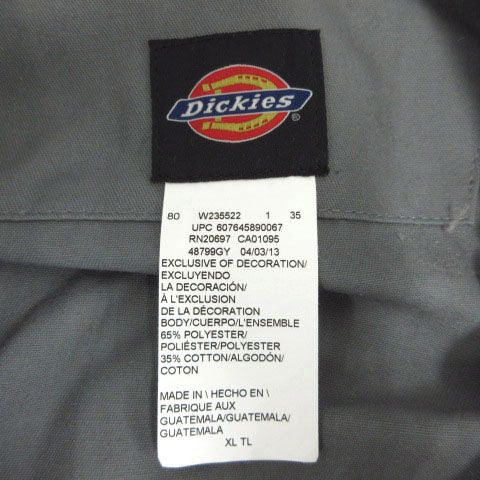 Dickies ®
80 W235522 1 35
UPC 607645890067
RN20697 CA01095
48799GY 04/03/13
EXCLUSIVE OF DECORATION/
EXCLUYENDO
LA DECORACIÓN/
À L'EXCLUSION
DE LA DÉCORATION
BODY/CUERPO/L'ENSEMBLE
65% POLYESTER/
POLIÉSTER/POLYESTER
35% COTTON/ALGODÓN/
COTON
MADE IN \ HECHO EN \
FABRIQUE AUX
GUATEMALA/GUATEMALA/
GUATEMALA
XL TL